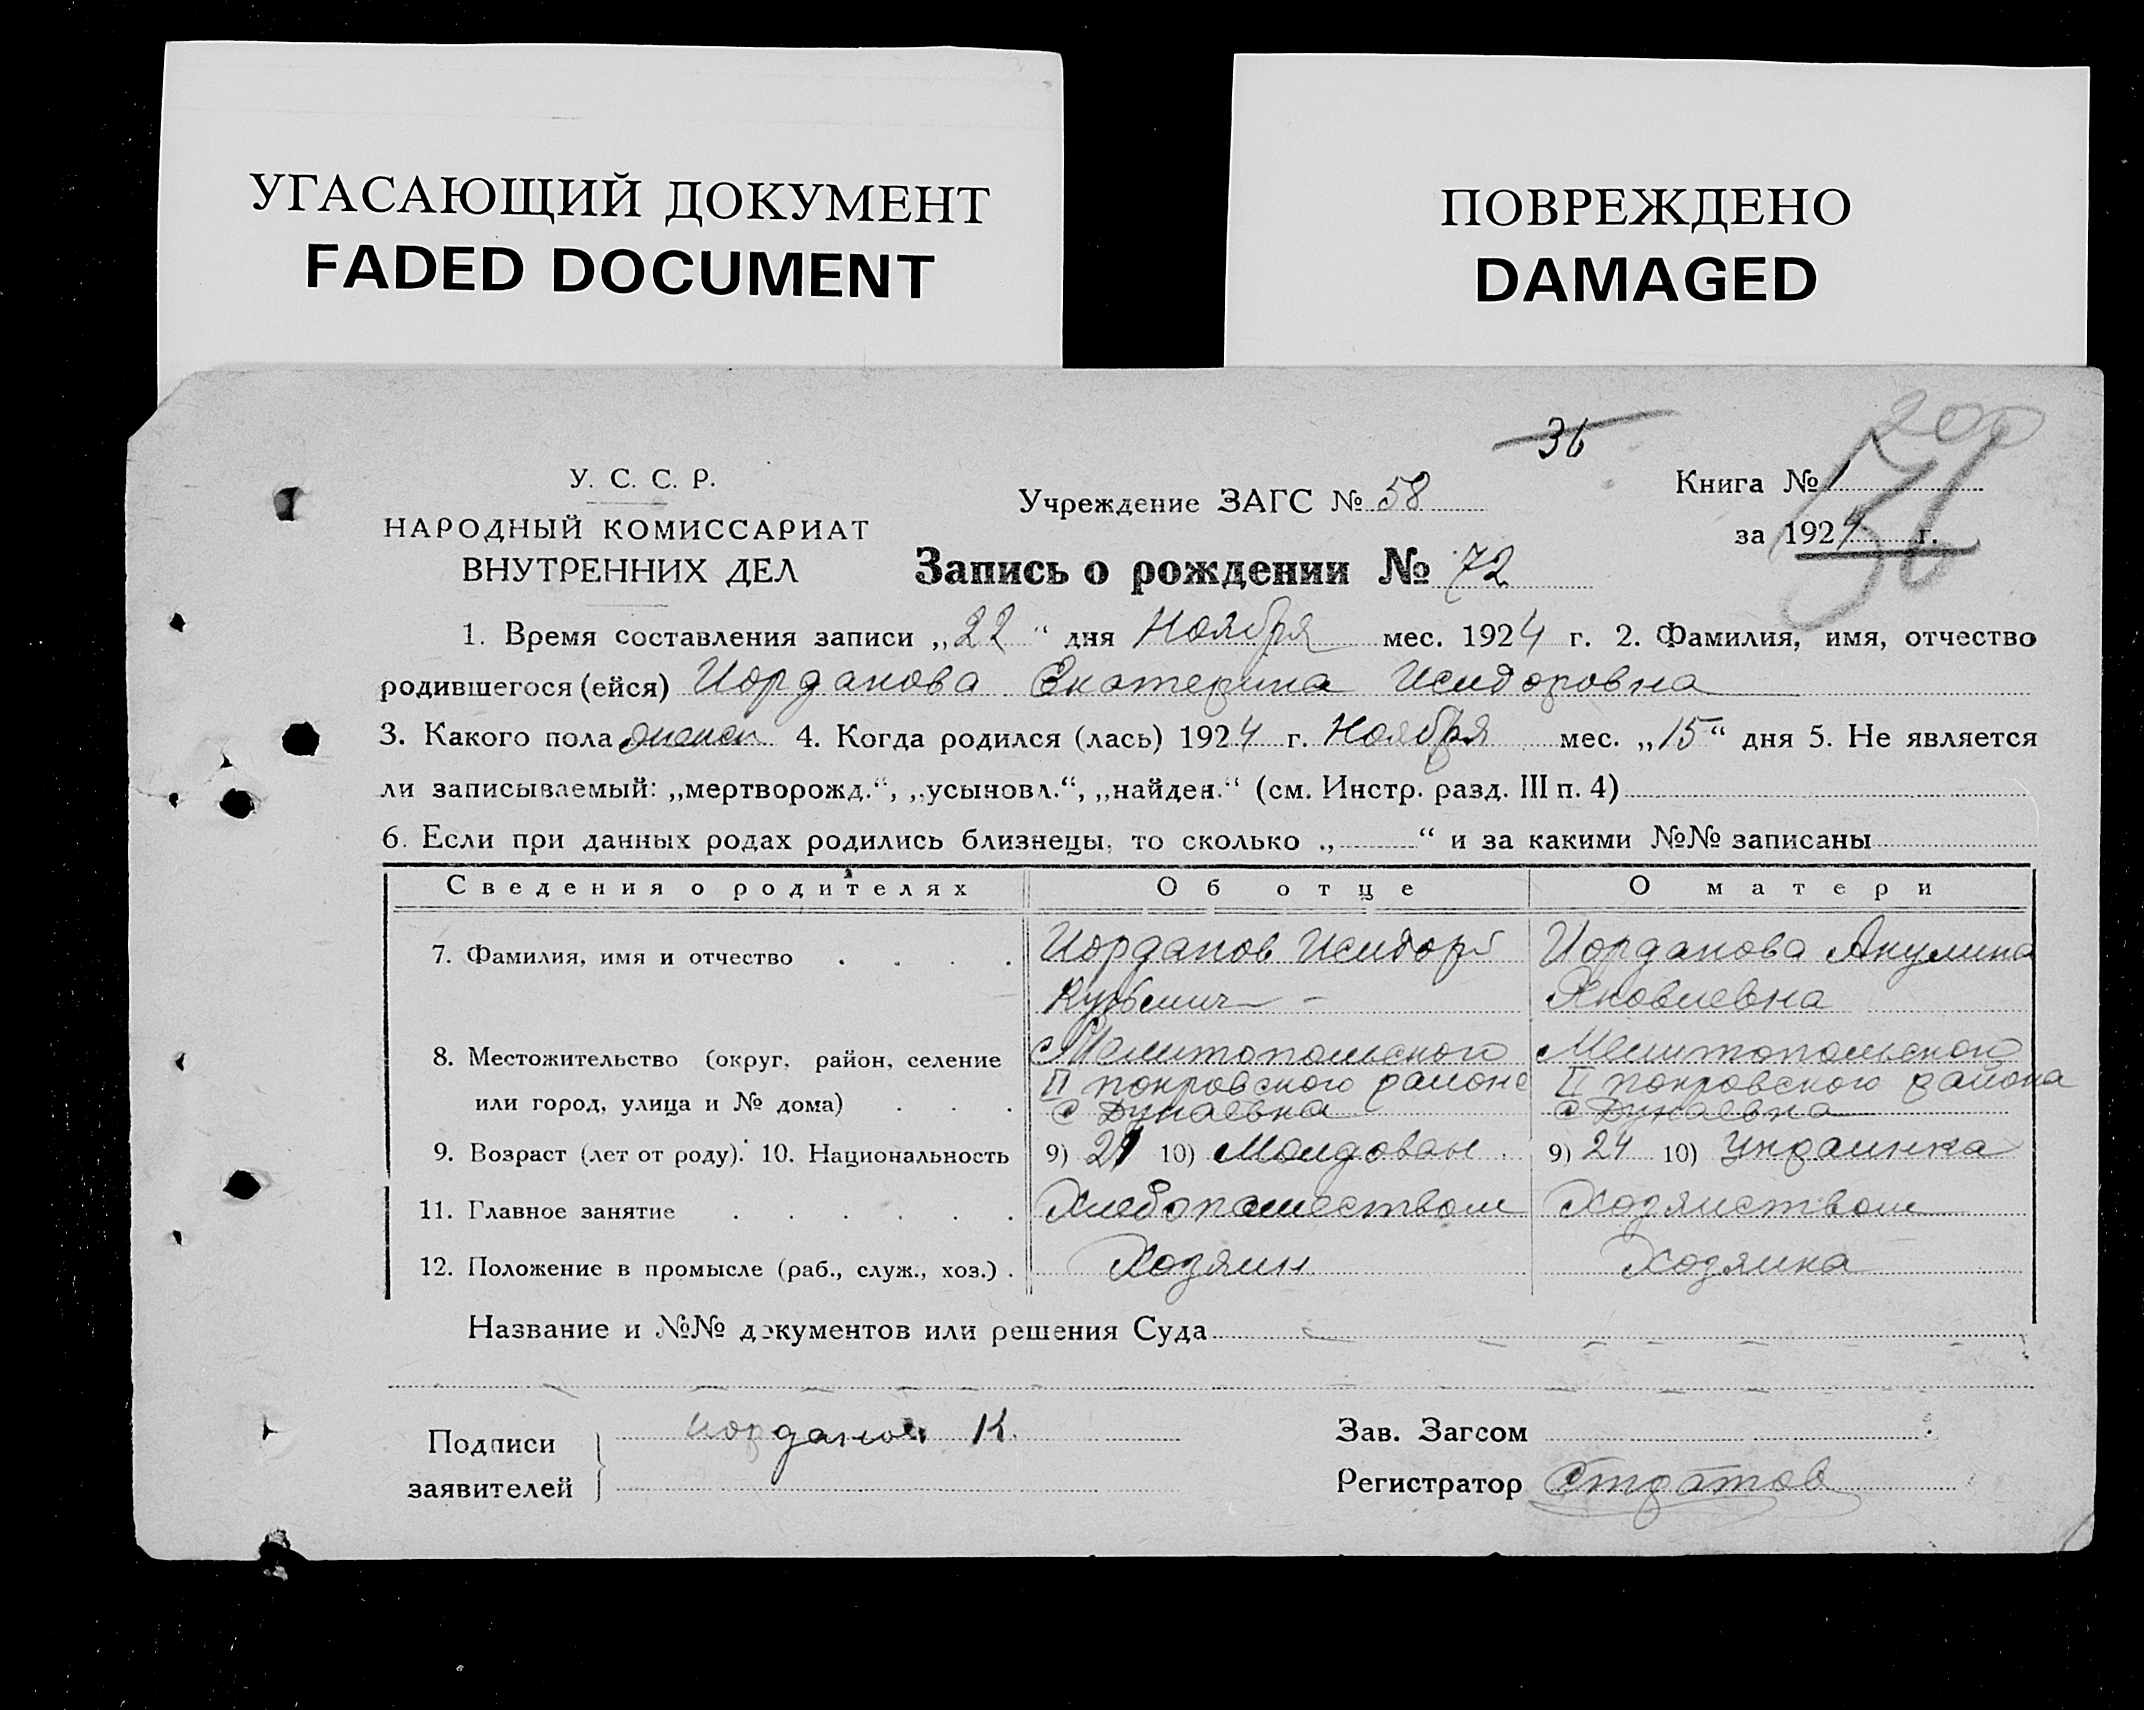 УГАСАЮЩИЙ ДОКУМЕНТ
FADED DOCUMENT
ПОВРЕЖДЕНО
DAMAGED
200
36
У. С. С. Р.
НАРОДНЫЙ КОМИССАРИАТ
ВНУТРЕННИХ ДЕЛ
Учреждение ЗАГС № 58
Книга № 1
за 1924 г.
Запись о рождении № 72
1. Время составления записи „22“ дня Ноября мес. 1924 г. 2. Фамилия, имя, отчество
родившегося (ейся) Иорданова Екатерина Исидоровна
3. Какого пола женск 4. Когда родился (лась) 1924 г. Ноября мес. „15“ дня 5. Не является
ли записываемый: „мертворожд.“, „усыновл.“, „найден.“ (см. Инстр. разд. III п. 4)
6. Если при данных родах родились близнецы, то сколько „ “ и за какими №№ записаны
Сведения о родителях Об отце О матери
7. Фамилия, имя и отчество . . . . Иорданов Исидоръ Иорданова Акулина
Кузьмич - Яковлевна
8. Местожительство (округ, район, селение Мелитопольского Мелитопольского
II покровского района II покровского района
или город, улица и № дома) . . . с Дунаевка с Дунаевка
9. Возраст (лет от роду). 10. Национальность 9) 21 10) Молдован 9) 24 10) Украинка
11. Главное занятие . . . . . . Хлебопашеством Хозяйством
12. Положение в промысле (раб., служ., хоз.) . Хозяин Хозяика
Название и №№ документов или решения Суда
Подписи Иорданов К. Зав. Загсом
заявителей Регистратор